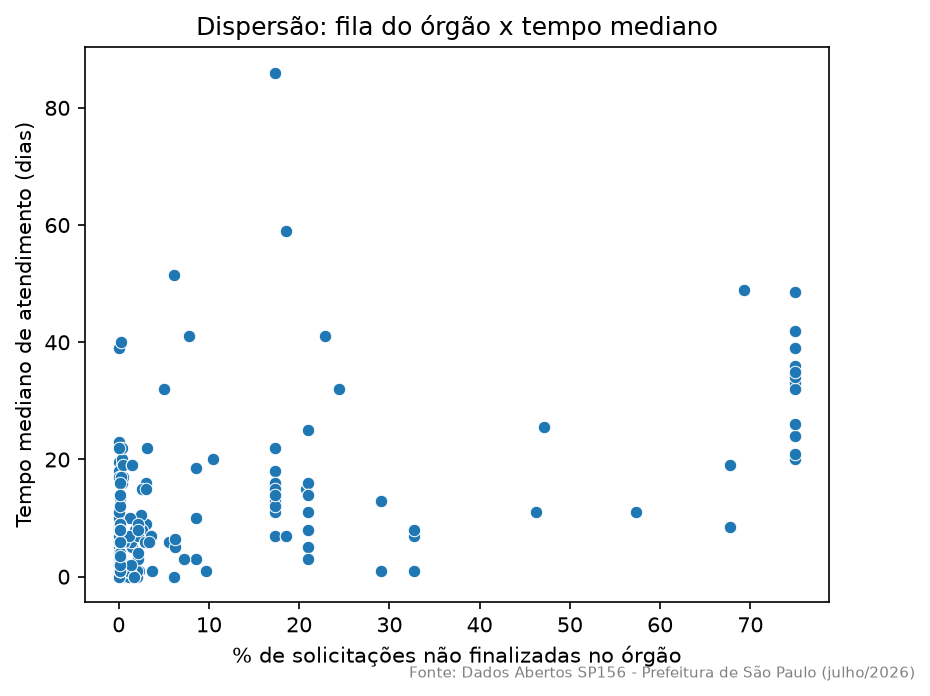 Dispersão: fila do órgão x tempo mediano
Tempo mediano de atendimento (dias)
80
60
40
20
0
0 10 20 30 40 50 60 70
% de solicitações não finalizadas no órgão
Fonte: Dados Abertos SP156 - Prefeitura de São Paulo (julho/2026)